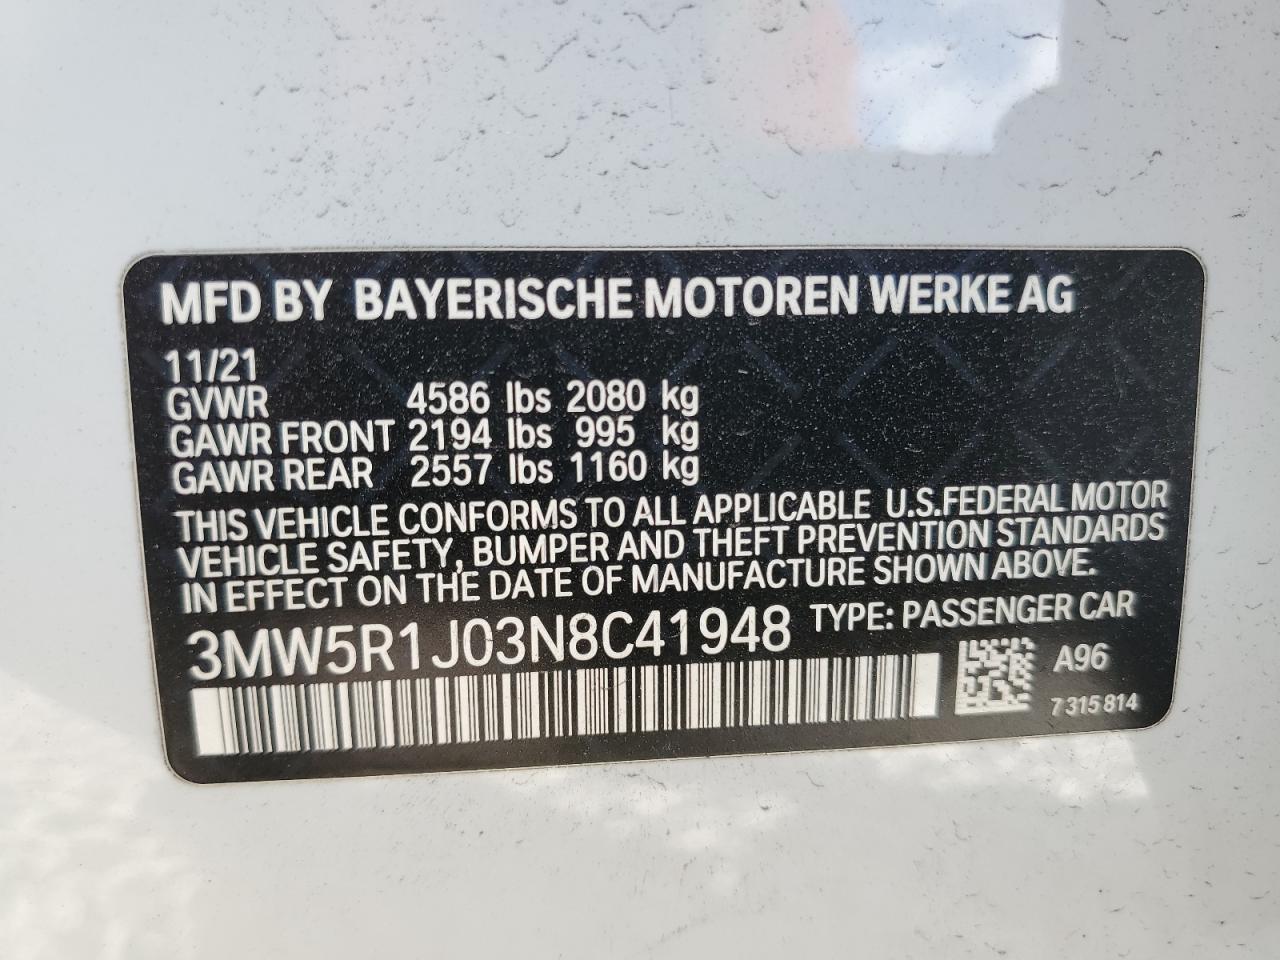 MFD BY BAYERISCHE MOTOREN WERKE AG
11/21
GVWR 4586 lbs 2080 kg
GAWR FRONT 2194 lbs 995 kg
GAWR REAR 2557 lbs 1160 kg
THIS VEHICLE CONFORMS TO ALL APPLICABLE U.S.FEDERAL MOTOR
VEHICLE SAFETY, BUMPER AND THEFT PREVENTION STANDARDS
IN EFFECT ON THE DATE OF MANUFACTURE SHOWN ABOVE.
3MW5R1J03N8C41948 TYPE: PASSENGER CAR
A96
7 315 814